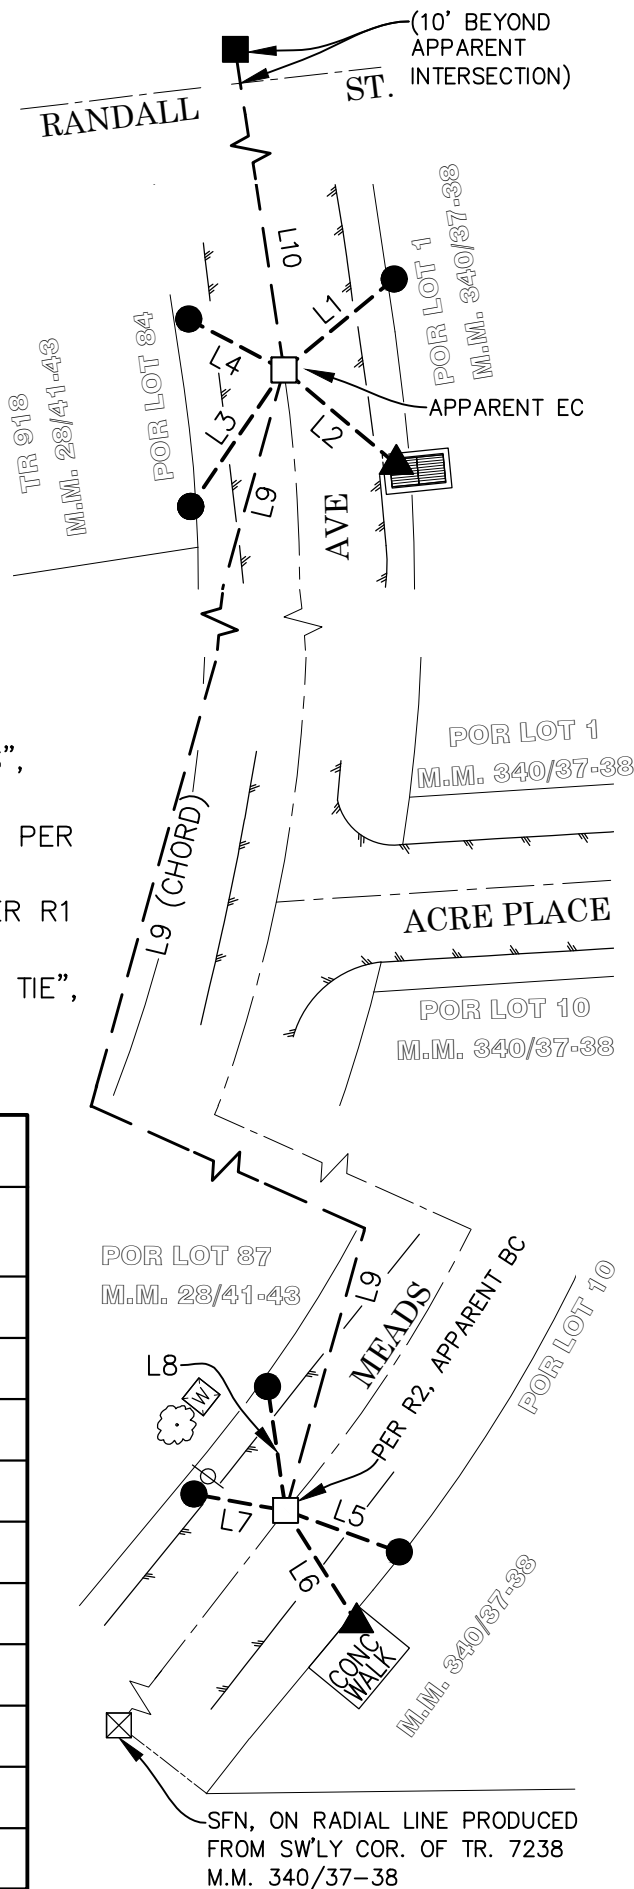 (10' BEYOND
APPARENT
INTERSECTION)
RANDALL ST.
L10
L1
POR LOT 1
M.M. 340/37-38
L4
POR LOT 84
TR 918
M.M. 28/41-43
APPARENT EC
L3
L2
L9
AVE
POR LOT 1
M.M. 340/37-38
",
PER
L9 (CHORD)
ER R1
ACRE PLACE
TIE",
POR LOT 10
M.M. 340/37-38
POR LOT 87
M.M. 28/41-43
L9
MEADS
PER R2, APPARENT BC
POR LOT 10
L8
W
L7
L5
L6
M.M. 340/37-38
CONC
WALK
SFN, ON RADIAL LINE PRODUCED
FROM SW'LY COR. OF TR. 7238
M.M. 340/37-38